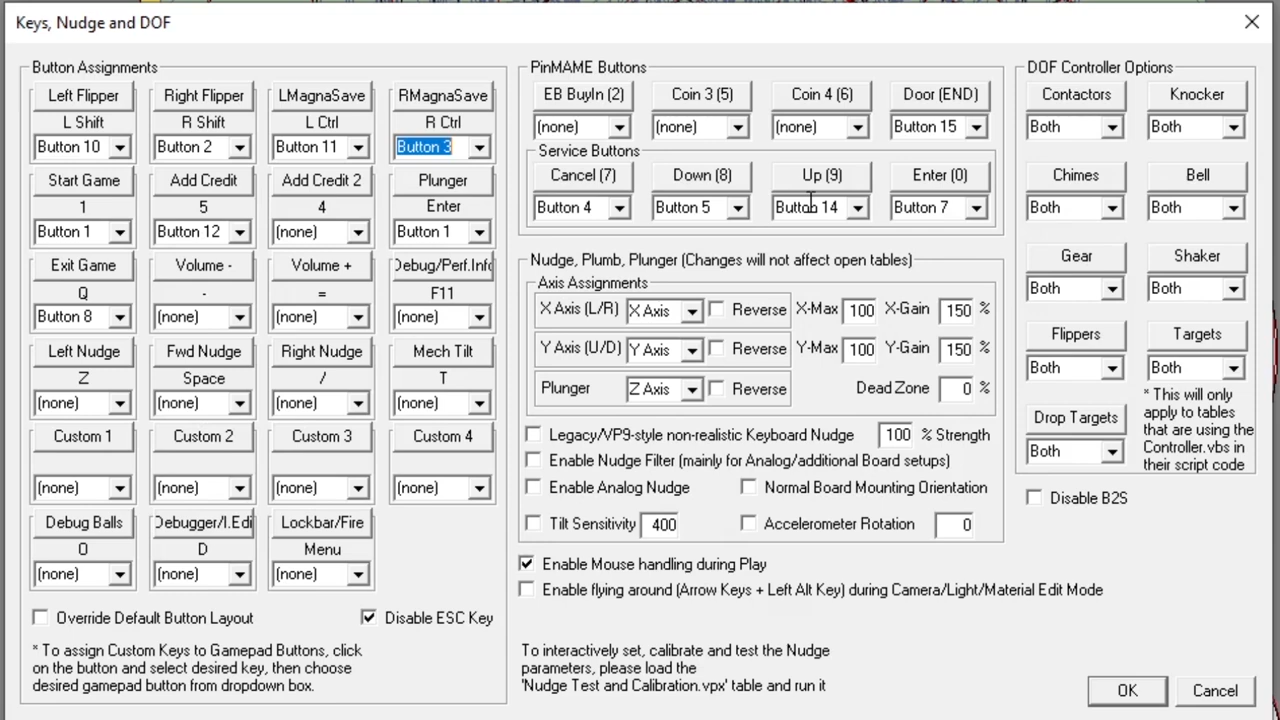 Keys, Nudge and DOF
Button Assignments
Left Flipper Right Flipper LMagnaSave RMagnaSave
L Shift R Shift L Ctrl R Ctrl
Button 10 Button 2 Button 11 Button 3
Start Game Add Credit Add Credit 2 Plunger
1 5 4 Enter
Button 1 Button 12 (none) Button 1
Exit Game Volume - Volume + Debug/Perf.Info
Q - = F11
Button 8 (none) (none) (none)
Left Nudge Fwd Nudge Right Nudge Mech Tilt
Z Space / T
(none) (none) (none) (none)
Custom 1 Custom 2 Custom 3 Custom 4
(none) (none) (none) (none)
Debug Balls Debugger/I.Edi Lockbar/Fire
O D Menu
(none) (none) (none)
Override Default Button Layout Disable ESC Key
* To assign Custom Keys to Gamepad Buttons, click
on the button and select desired key, then choose
desired gamepad button from dropdown box.
PinMAME Buttons
EB BuyIn (2) Coin 3 (5) Coin 4 (6) Door (END)
(none) (none) (none) Button 15
Service Buttons
Cancel (7) Down (8) Up (9) Enter (0)
Button 4 Button 5 Button 14 Button 7
Nudge, Plumb, Plunger (Changes will not affect open tables)
Axis Assignments
X Axis (L/R) X Axis Reverse X-Max 100 X-Gain 150 %
Y Axis (U/D) Y Axis Reverse Y-Max 100 Y-Gain 150 %
Plunger Z Axis Reverse Dead Zone 0 %
Legacy/VP9-style non-realistic Keyboard Nudge 100 % Strength
Enable Nudge Filter (mainly for Analog/additional Board setups)
Enable Analog Nudge Normal Board Mounting Orientation
Tilt Sensitivity 400 Accelerometer Rotation 0
Enable Mouse handling during Play
Enable flying around (Arrow Keys + Left Alt Key) during Camera/Light/Material Edit Mode
To interactively set, calibrate and test the Nudge
parameters, please load the
'Nudge Test and Calibration.vpx' table and run it
DOF Controller Options
Contactors Knocker
Both Both
Chimes Bell
Both Both
Gear Shaker
Both Both
Flippers Targets
Both Both
Drop Targets
Both
* This will only
apply to tables
that are using the
Controller.vbs in
their script code
Disable B2S
OK Cancel